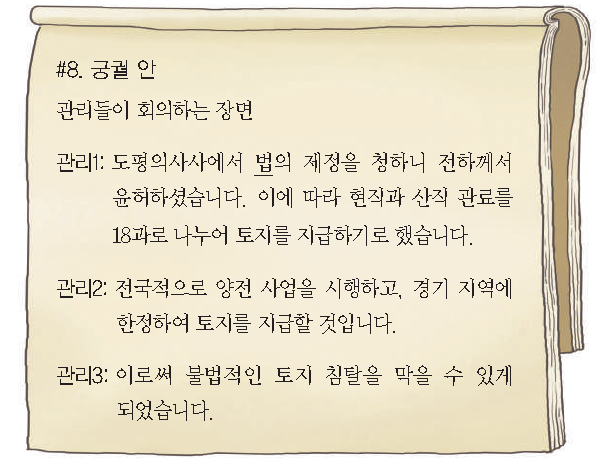 #8. 궁궐 안
관리들이 회의하는 장면
관리1: 도평의사사에서 법의 제정을 청하니 전하께서
윤허하셨습니다. 이에 따라 현직과 산직 관료를
18과로 나누어 토지를 지급하기로 했습니다.
관리2: 전국적으로 양전 사업을 시행하고, 경기 지역에
한정하여 토지를 지급할 것입니다.
관리3: 이로써 불법적인 토지 침탈을 막을 수 있게
되었습니다.